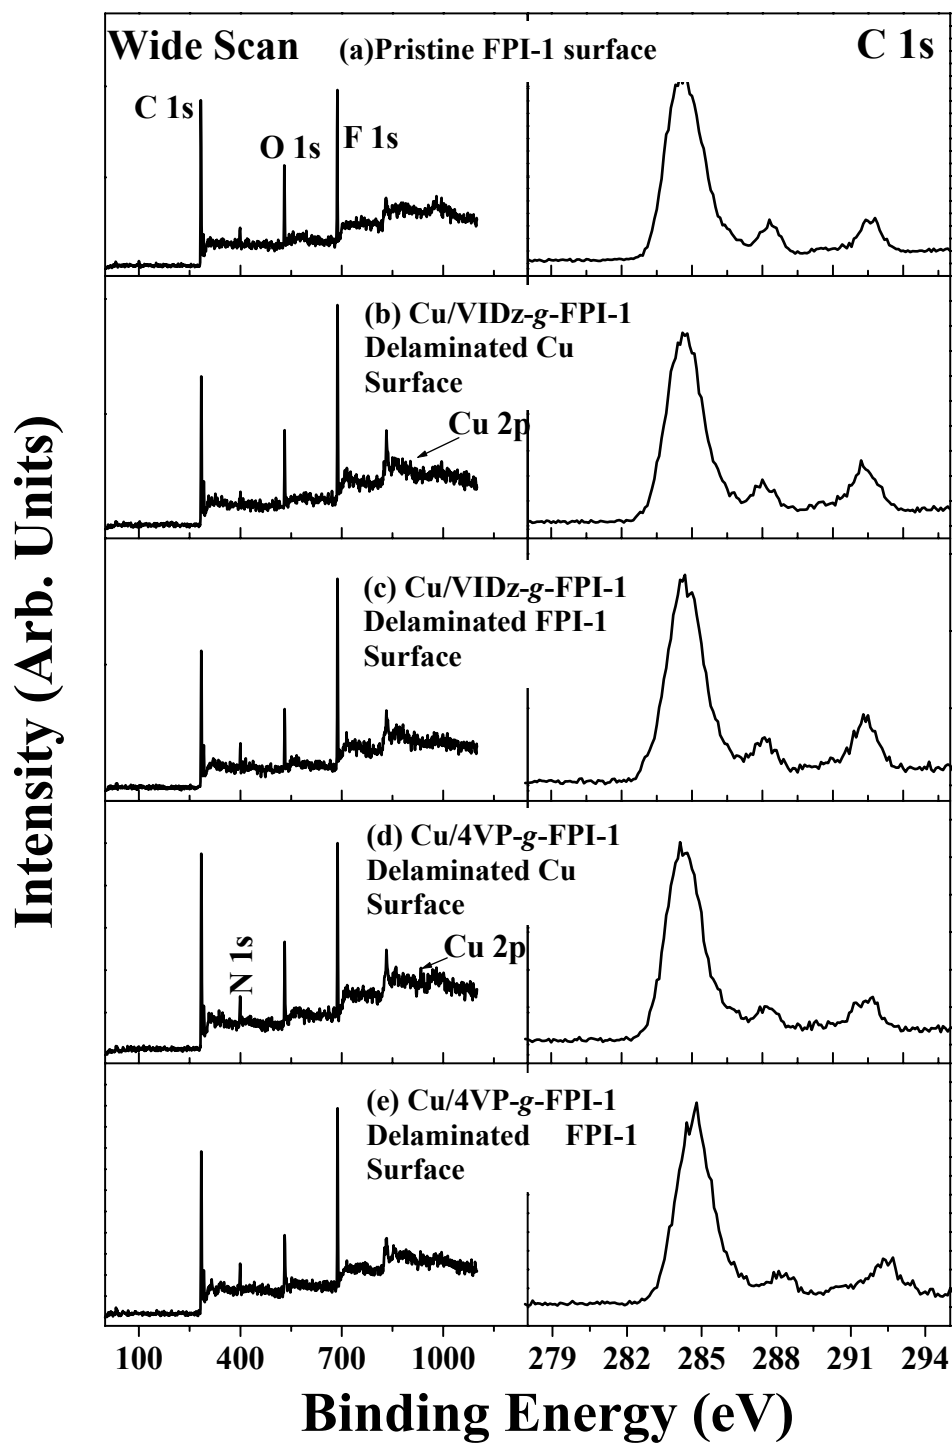 Wide Scan (a)Pristine FPI-1 surface C 1s
C 1s
O 1s
F 1s
(b) Cu/VIDz-g-FPI-1
Delaminated Cu
Surface
Cu 2p
(c) Cu/VIDz-g-FPI-1
Delaminated FPI-1
Surface
(d) Cu/4VP-g-FPI-1
Delaminated Cu
Surface
N 1s
Cu 2p
(e) Cu/4VP-g-FPI-1
Delaminated FPI-1
Surface
Intensity (Arb. Units)
100 400 700 1000 279 282 285 288 291 294
Binding Energy (eV)